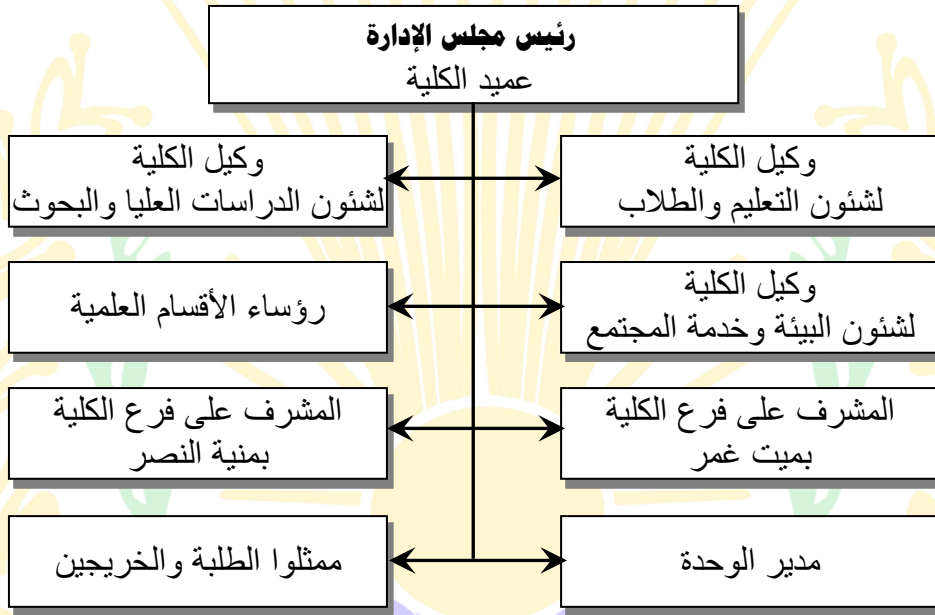 رئيس مجلس الإدارة
عميد الكلية
وكيل الكلية
لشئون التعليم والطلاب
وكيل الكلية
لشئون الدراسات العليا والبحوث
وكيل الكلية
لشئون البيئة وخدمة المجتمع
رؤساء الأقسام العلمية
المشرف على فرع الكلية
بميت غمر
المشرف على فرع الكلية
بمنية النصر
مدير الوحدة
ممثلوا الطلبة والخريجين